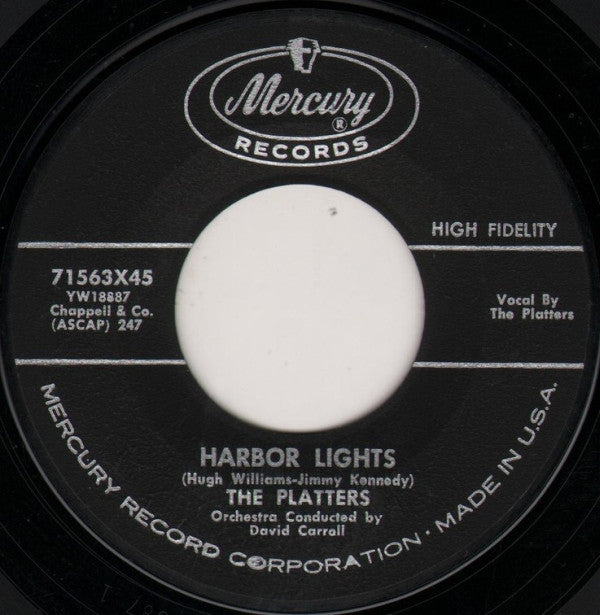 Mercury
®
RECORDS
HIGH FIDELITY
71563X45
YW18887
Chappell & Co.
(ASCAP) 247
Vocal By
The Platters
HARBOR LIGHTS
(Hugh Williams-Jimmy Kennedy)
THE PLATTERS
Orchestra Conducted by
David Carroll
MERCURY RECORD CORPORATION · MADE IN U.S.A.